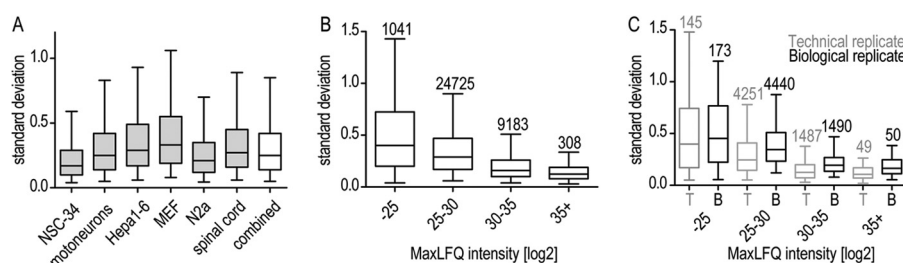 A
standard deviation
1.0
0.5
0.0
NSC-34
motoneurons
Hepa1-6
MEF
N2a
spinal cord
combined
B
standard deviation
1.5
1.0
0.5
0.0
1041
24725
9183
308
-25
25-30
30-35
35+
MaxLFQ intensity [log2]
C
standard deviation
1.5
1.0
0.5
0.0
Technical replicate
Biological replicate
145
173
4251
4440
1487
1490
49
50
T B T B T B T B
-25
25-30
30-35
35+
MaxLFQ intensity [log2]